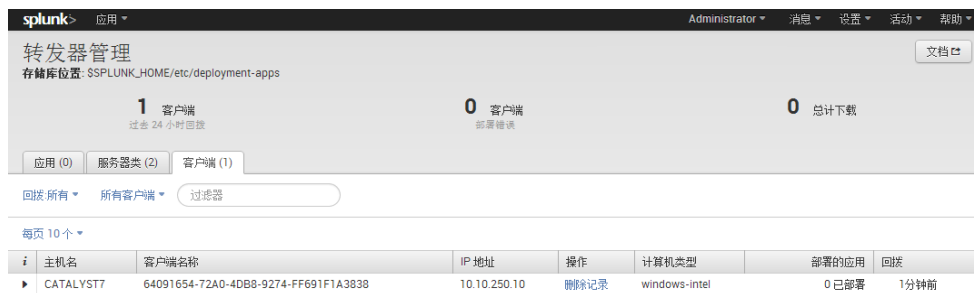 splunk> 应用 Administrator 消息 设置 活动 帮助
转发器管理 文档
存储库位置: $SPLUNK_HOME/etc/deployment-apps
1 客户端 0 客户端 0 总计下载
过去 24 小时回拨 部署错误
应用 (0) 服务器类 (2) 客户端 (1)
回拨:所有 所有客户端 过滤器
每页 10 个
i 主机名 客户端名称 IP 地址 操作 计算机类型 部署的应用 回拨
CATALYST7 64091654-72A0-4DB8-9274-FF691F1A3838 10.10.250.10 删除记录 windows-intel 0 已部署 1分钟前